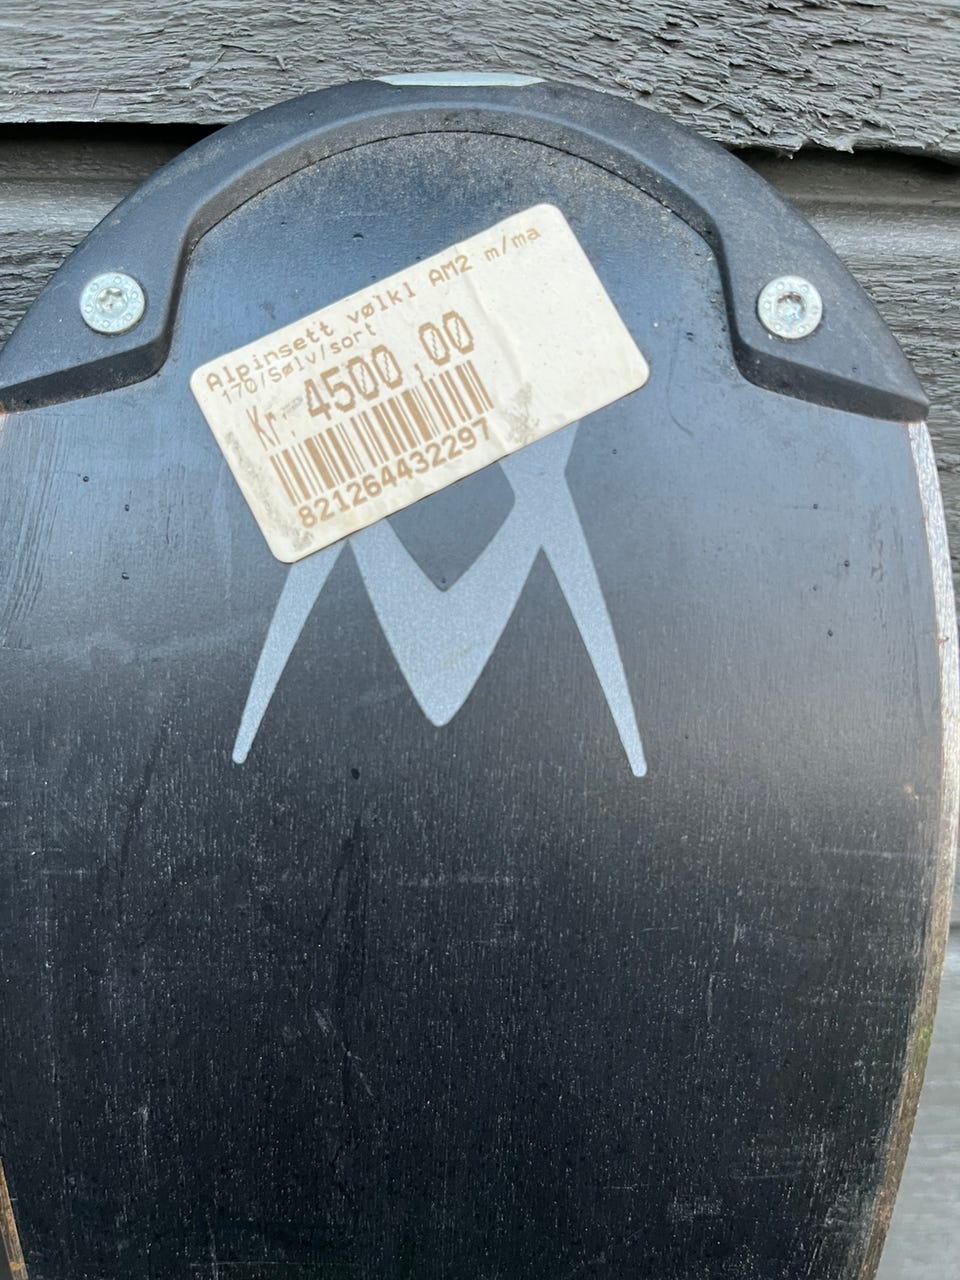 Alpinsett vølkl AM2 m/ma
170/Sølv/sort
Kr. 4500,00
821264432297